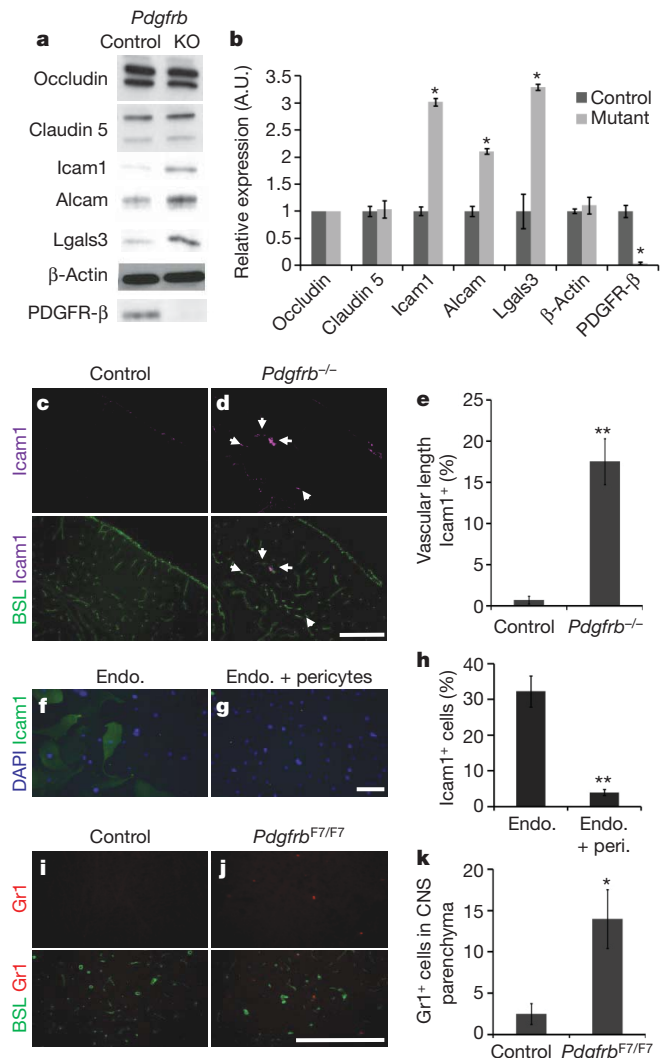 Pdgfrb
a Control KO
Occludin
Claudin 5
Icam1
Alcam
Lgals3
β-Actin
PDGFR-β
b
Relative expression (A.U.)
3.5
3
2.5
2
1.5
1
0.5
0
* * * *
Control
Mutant
Occludin
Claudin 5
Icam1
Alcam
Lgals3
β-Actin
PDGFR-β
Control Pdgfrb–/–
c d
Icam1
BSL Icam1
e
Vascular length
Icam1+ (%)
25
20
15
10
5
0
**
Control Pdgfrb–/–
Endo. Endo. + pericytes
f g
DAPI Icam1
h
Icam1+ cells (%)
40
30
20
10
0
**
Endo. Endo.
+ peri.
Control PdgfrbF7/F7
i j
Gr1
BSL Gr1
k
Gr1+ cells in CNS
parenchyma
20
15
10
5
0
*
Control PdgfrbF7/F7